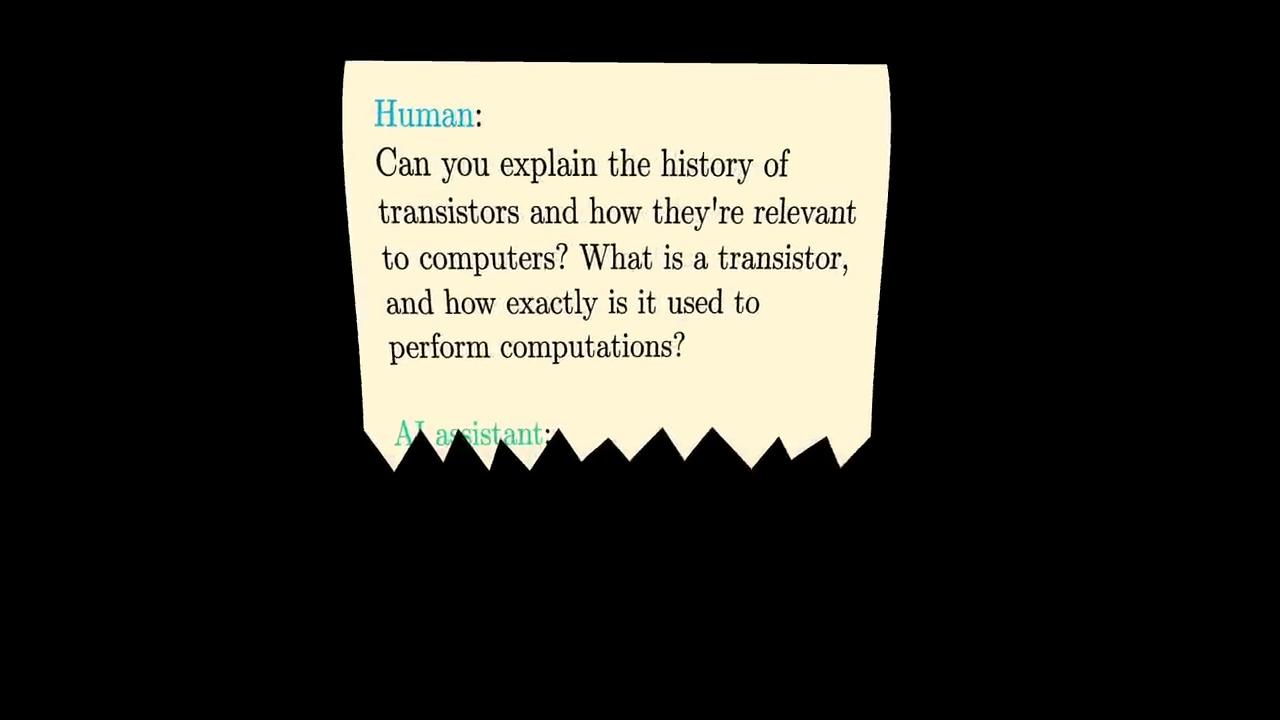 Human:
Can you explain the history of
transistors and how they're relevant
to computers? What is a transistor,
and how exactly is it used to
perform computations?
AI assistant: